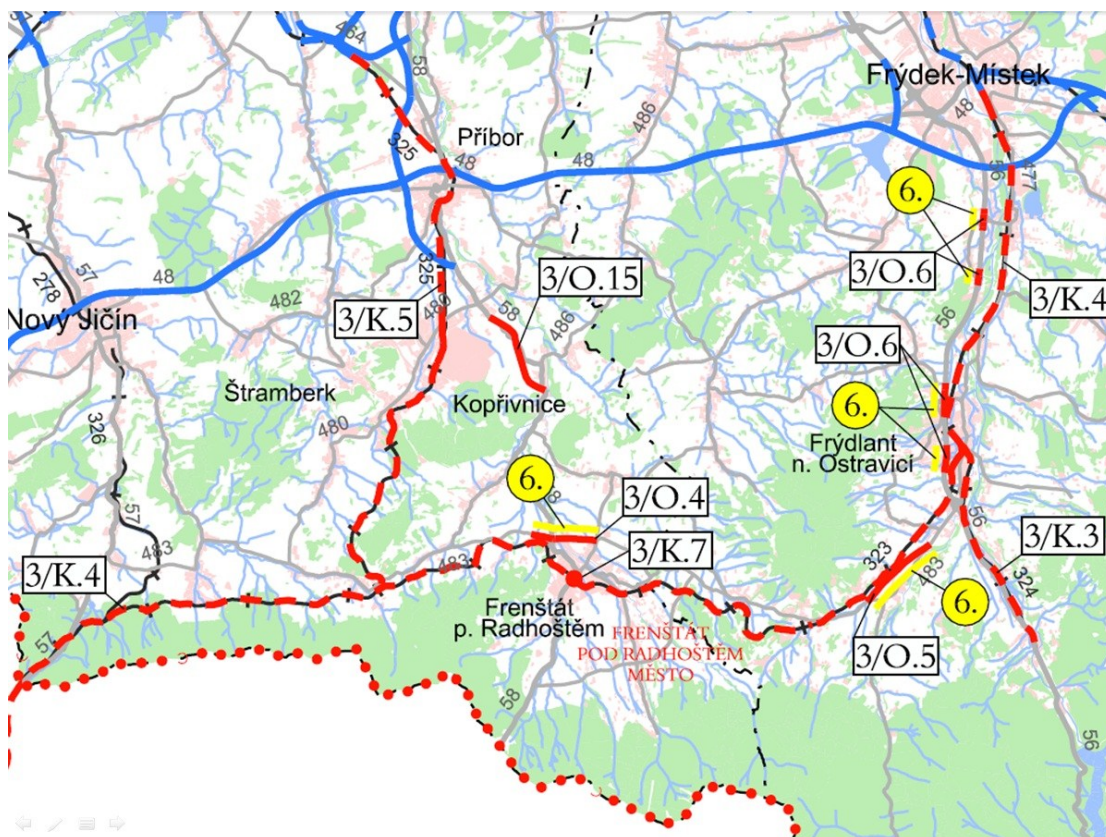 464
58
Frýdek-Místek
48
325
Příbor
48
48
486
56
477
6.
57
278
48
482
325
3/O.15
3/O.6
3/K.4
Nový Jičín
3/K.5
486
58
486
56
3/O.6
Štramberk
Kopřivnice
6.
326
480
Frýdlant
n. Ostravicí
6.
3/O.4
56
57
483
3/K.4
483
3/K.7
323
483
3/K.3
324
6.
Frenštát
p. Radhoštěm
FRENŠTÁT
POD RADHOŠTĚM
MĚSTO
3/O.5
57
58
56